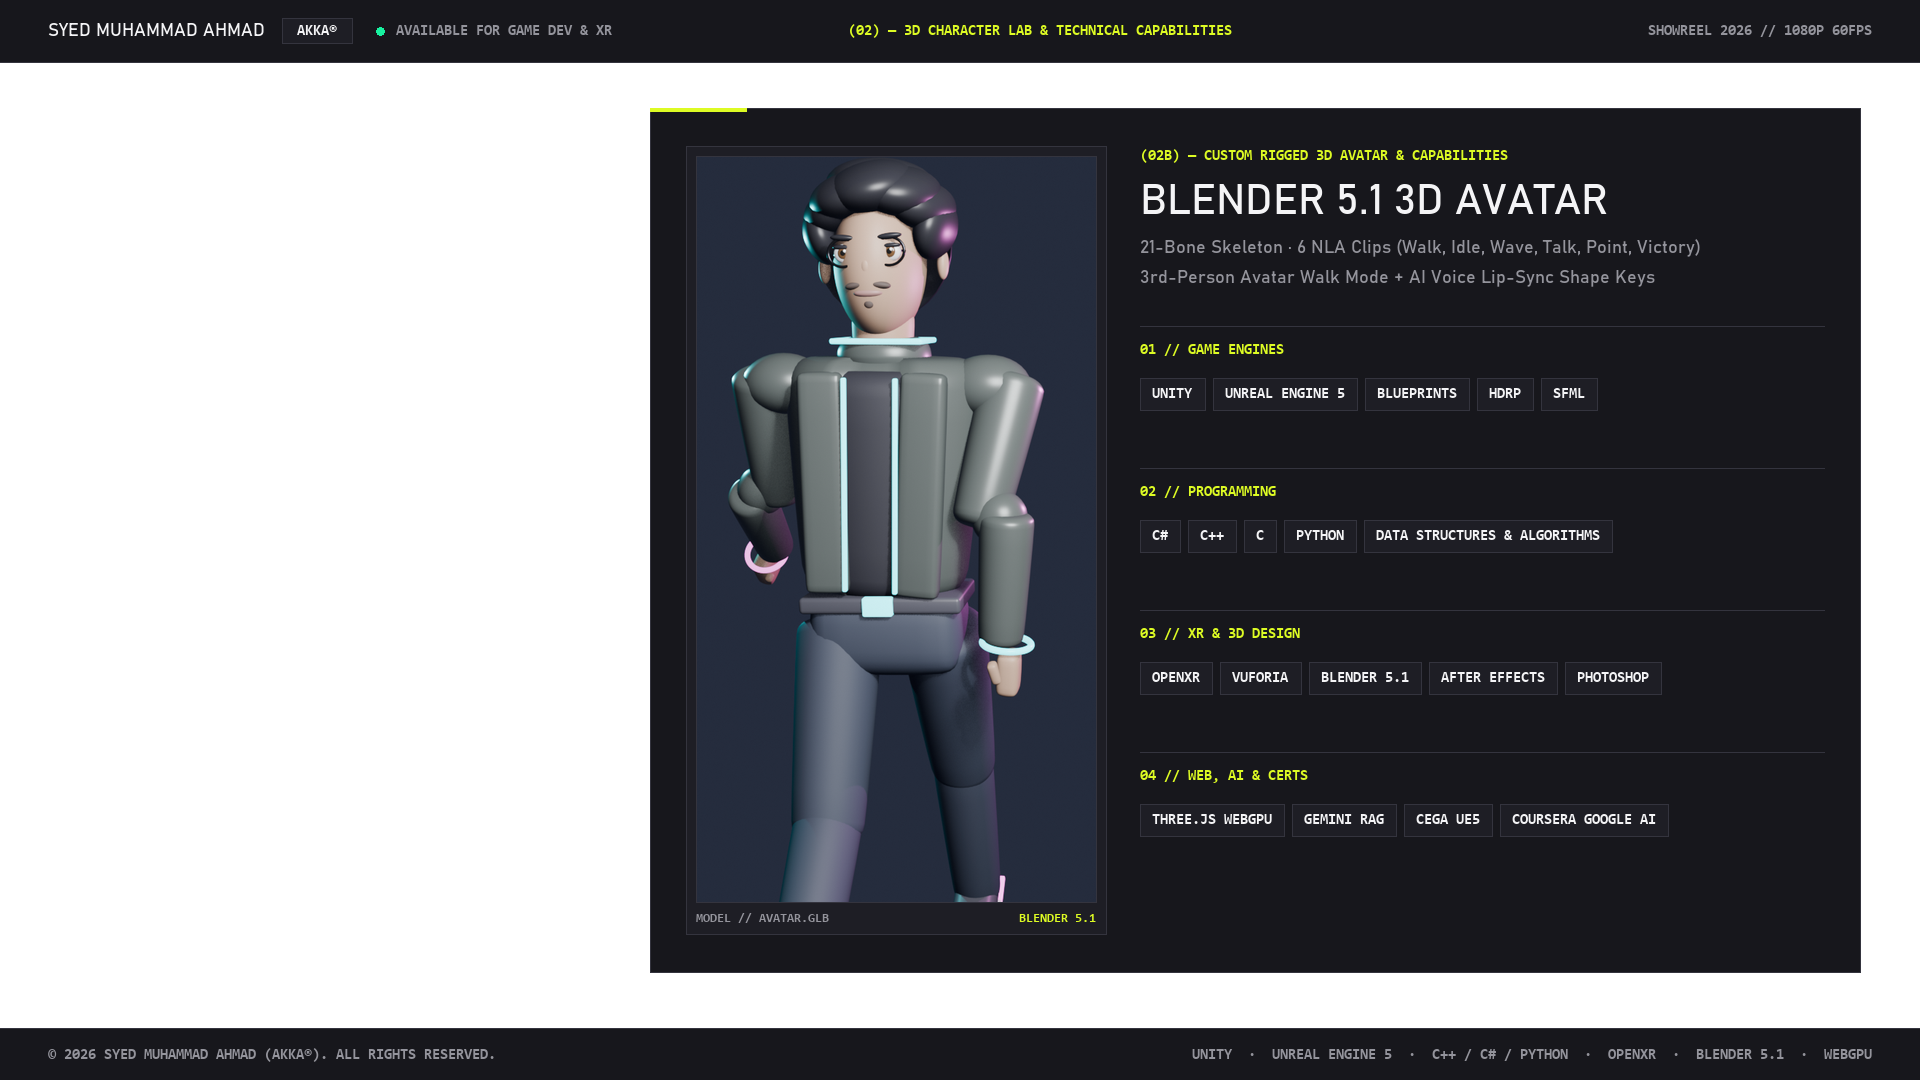 SYED MUHAMMAD AHMAD AKKA® AVAILABLE FOR GAME DEV & XR (02) — 3D CHARACTER LAB & TECHNICAL CAPABILITIES SHOWREEL 2026 // 1080P 60FPS
(02B) — CUSTOM RIGGED 3D AVATAR & CAPABILITIES
BLENDER 5.1 3D AVATAR
21-Bone Skeleton · 6 NLA Clips (Walk, Idle, Wave, Talk, Point, Victory)
3rd-Person Avatar Walk Mode + AI Voice Lip-Sync Shape Keys
01 // GAME ENGINES
UNITY UNREAL ENGINE 5 BLUEPRINTS HDRP SFML
02 // PROGRAMMING
C# C++ C PYTHON DATA STRUCTURES & ALGORITHMS
03 // XR & 3D DESIGN
OPENXR VUFORIA BLENDER 5.1 AFTER EFFECTS PHOTOSHOP
04 // WEB, AI & CERTS
THREE.JS WEBGPU GEMINI RAG CEGA UE5 COURSERA GOOGLE AI
MODEL // AVATAR.GLB BLENDER 5.1
© 2026 SYED MUHAMMAD AHMAD (AKKA®). ALL RIGHTS RESERVED. UNITY · UNREAL ENGINE 5 · C++ / C# / PYTHON · OPENXR · BLENDER 5.1 · WEBGPU